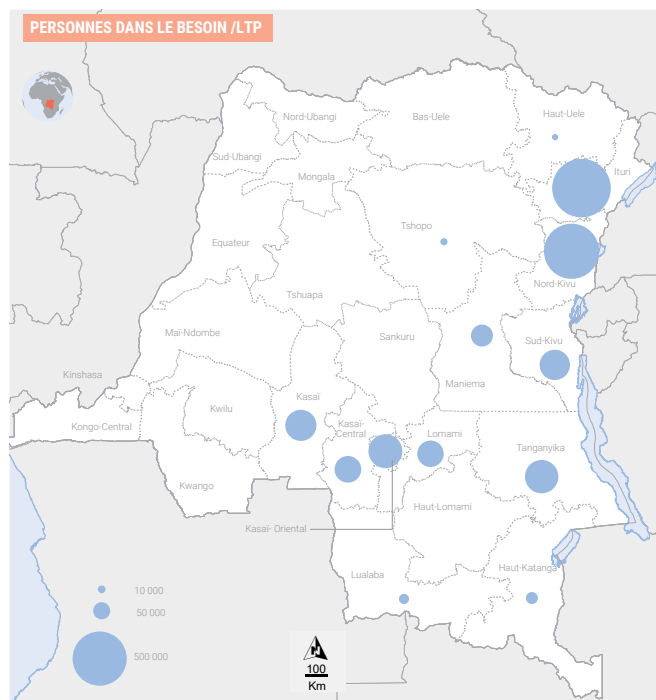 PERSONNES DANS LE BESOIN /LTP
Nord-Ubangi
Bas-Uele
Haut-Uele
Sud-Ubangi
Ituri
Mongala
Tshopo
Equateur
Nord-Kivu
Tshuapa
Maï-Ndombe
Sankuru
Sud-Kivu
Kinshasa
Maniema
Kasaï
Kwilu
Kongo-Central
Kasaï-
Central
Lomami
Tanganyika
Kwango
Haut-Lomami
Kasaï- Oriental
Lualaba
Haut-Katanga
10 000
50 000
500 000
N
100
Km